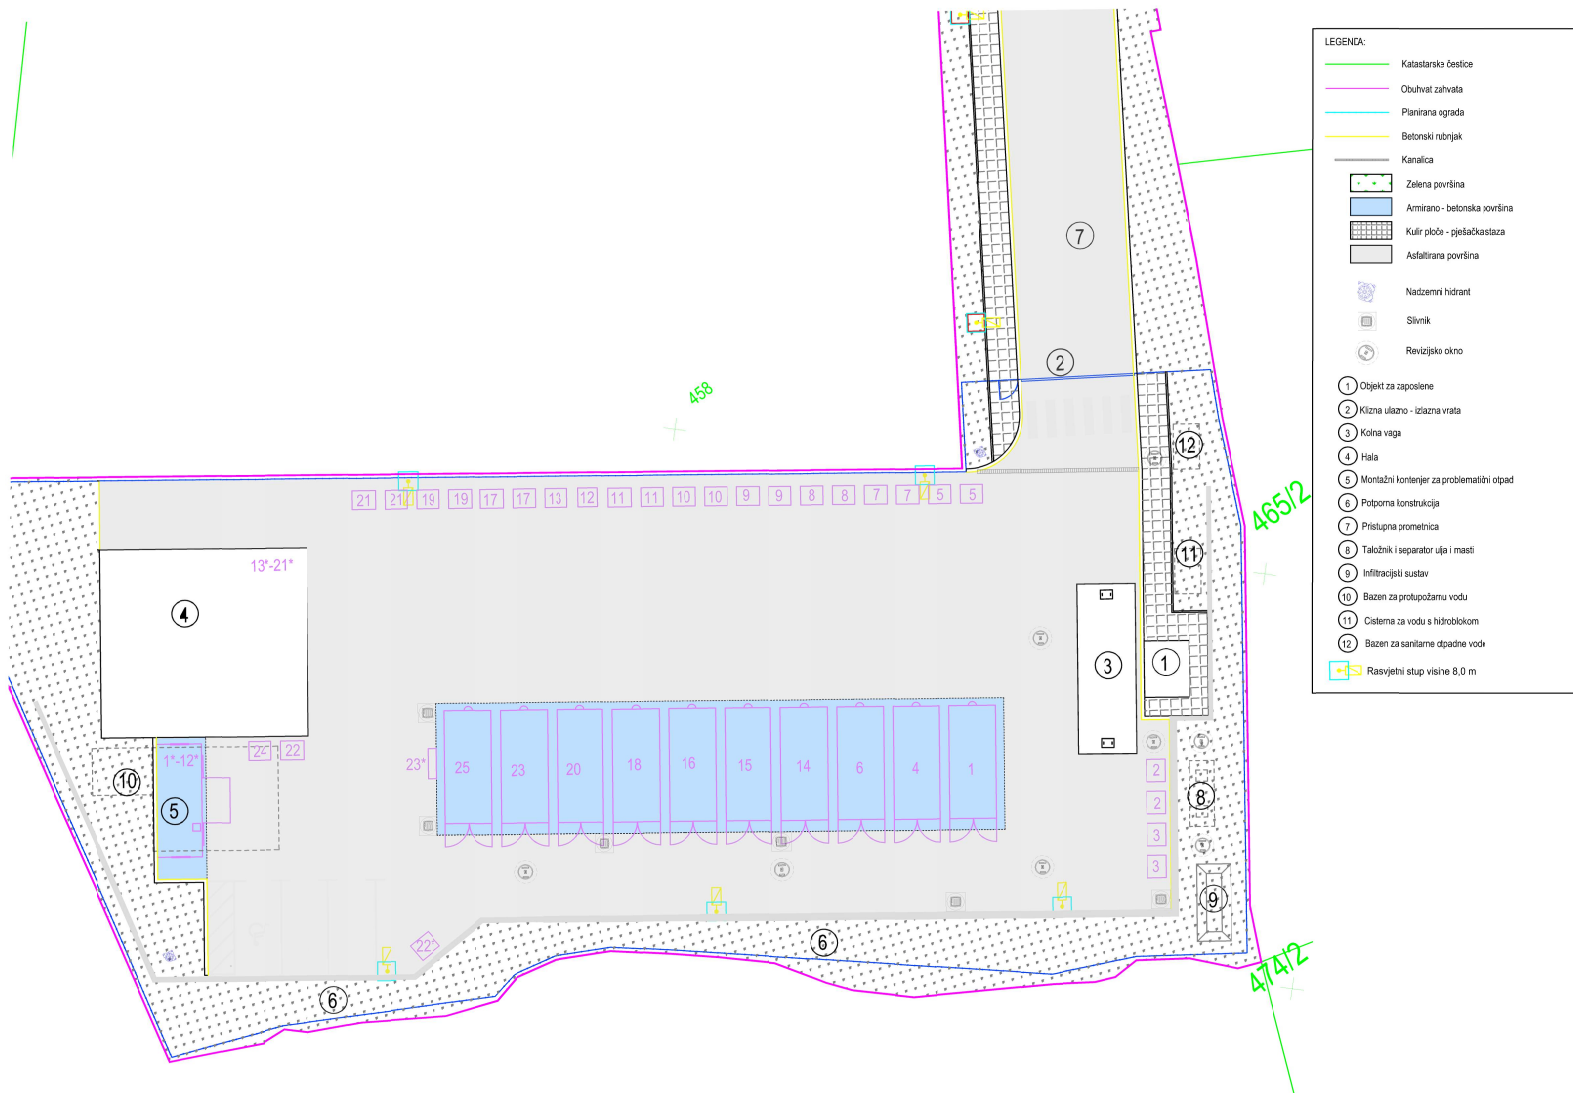 LEGENDA:
Katastarske čestice
Obuhvat zahvata
Planirana ograda
Betonski rubnjak
Kanalica
Zelena površina
Armirano - betonska površina
Kulir ploče - pješačkastaza
Asfaltirana površina
Nadzemni hidrant
Slivnik
Revizijsko okno
1 Objekt za zaposlene
2 Klizna ulazno - izlazna vrata
3 Kolna vaga
4 Hala
5 Montažni kontenjer za problematični otpad
6 Potporna konstrukcija
7 Pristupna prometnica
8 Taložnik i separator ulja i masti
9 Infiltracijski sustav
10 Bazen za protupožarnu vodu
11 Cisterna za vodu s hidroblokom
12 Bazen za sanitarne otpadne vode
Rasvjetni stup visine 8,0 m
7
2
458
12
465/2
21 21 19 19 17 17 13 12 11 11 10 10 9 9 8 8 7 7 5 5
11
13*-21*
4
3
1
22
1*-12*
10
5
23*
25 23 20 18 16 15 14 6 4 1
2
2
3
3
8
9
22*
6
6
474/2